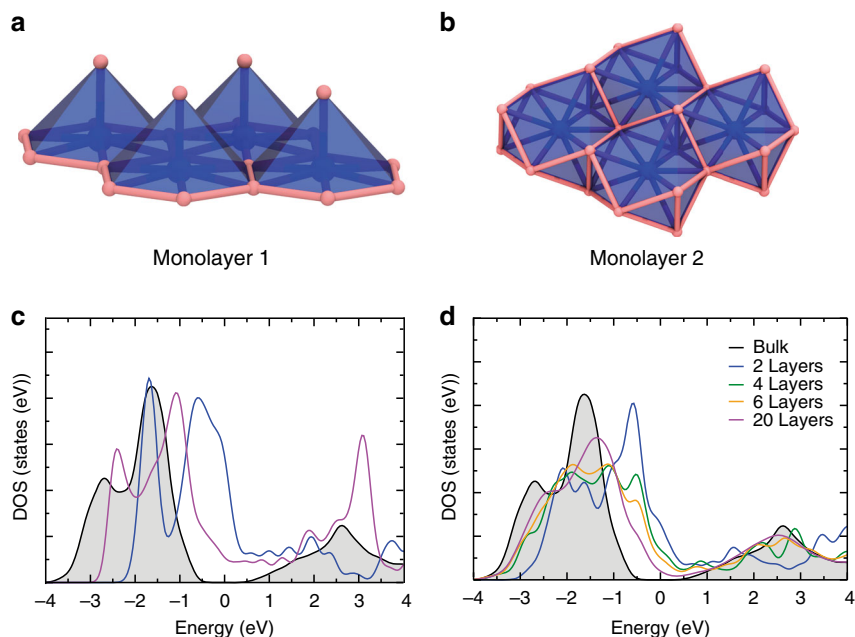 a
b
Monolayer 1
Monolayer 2
c
DOS (states (eV))
−4 −3 −2 −1 0 1 2 3 4
Energy (eV)
d
DOS (states (eV))
Bulk
2 Layers
4 Layers
6 Layers
20 Layers
−4 −3 −2 −1 0 1 2 3 4
Energy (eV)